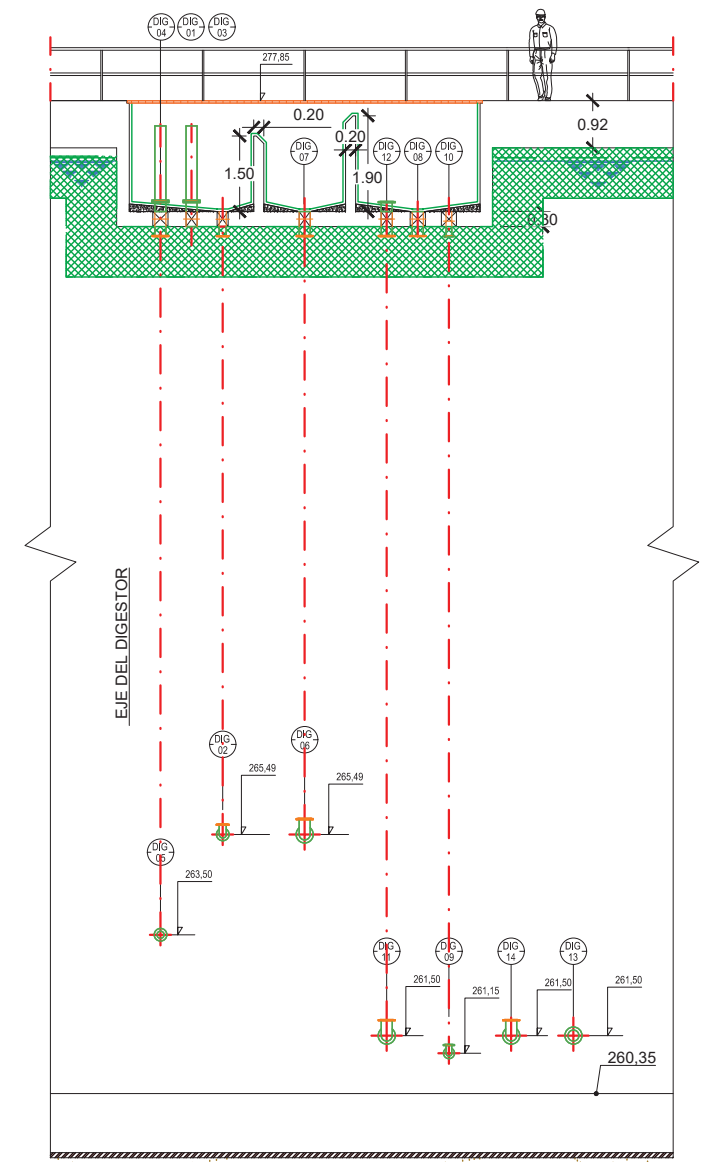 DIG
04
DIG
01
DIG
03
277,85
0.20
0.92
0.20
DIG
07
DIG
12
DIG
08
DIG
10
1.50
1.90
0.30
EJE DEL DIGESTOR
DIG
02
DIG
06
265,49
265,49
DIG
05
263,50
DIG
11
DIG
09
DIG
14
DIG
13
261,50
261,15
261,50
261,50
260,35